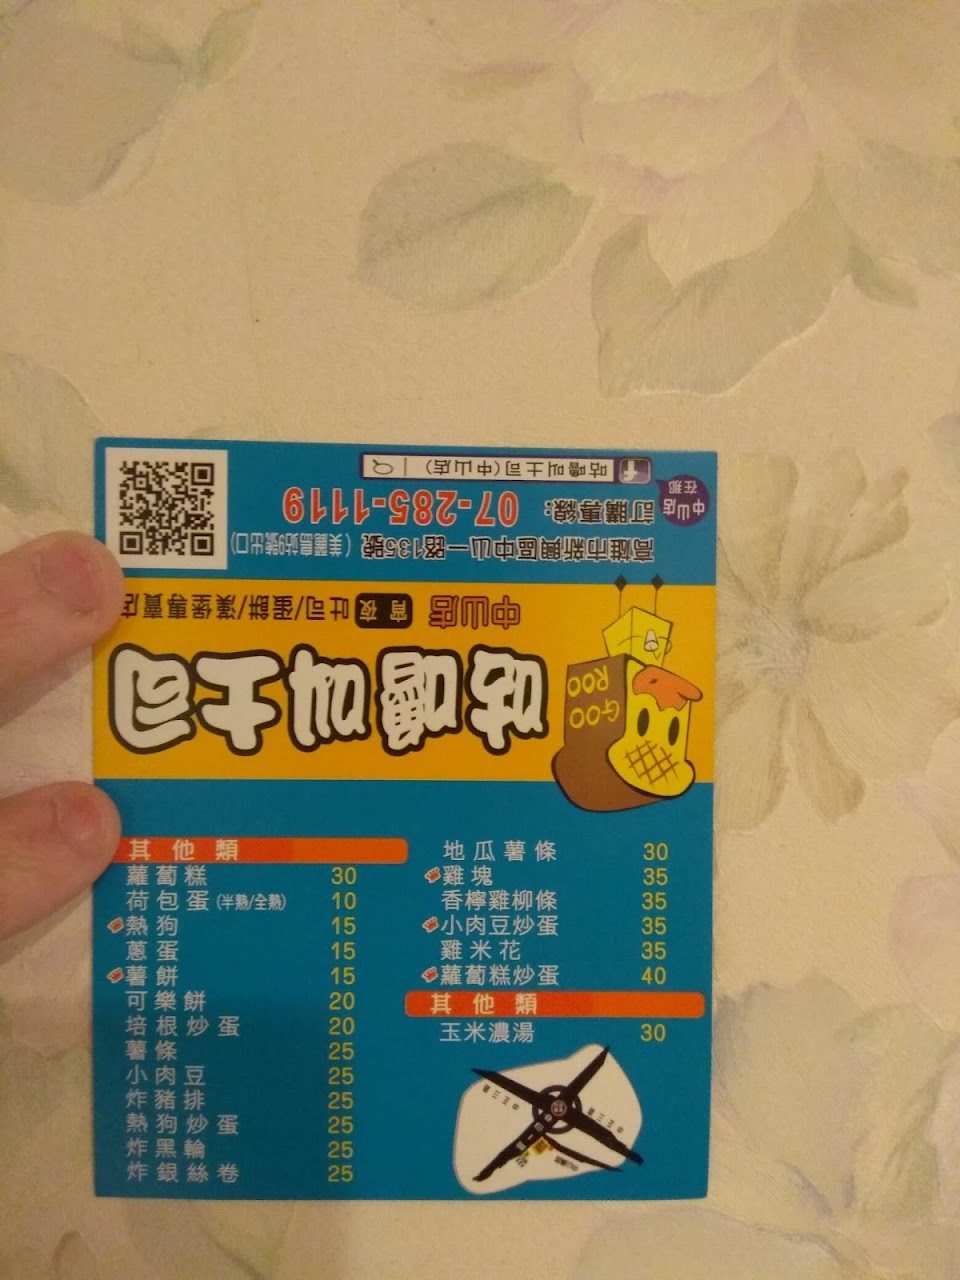 咕嚕叫土司(中山店)
中山店
在那
訂購專線: 07-285-1119
高雄市新興區中山一路135號 (美麗島站9號出口)
中山店 宵夜 吐司/蛋餅/漢堡專賣店
咕嚕叫土司
GOO
ROO
其他類
蘿蔔糕 30
荷包蛋(半熟/全熟) 10
熱狗 15
蔥蛋 15
薯餅 15
可樂餅 20
培根炒蛋 20
薯條 25
小肉豆 25
炸豬排 25
熱狗炒蛋 25
炸黑輪 25
炸銀絲卷 25
地瓜薯條 30
雞塊 35
香檸雞柳條 35
小肉豆炒蛋 35
雞米花 35
蘿蔔糕炒蛋 40
其他類
玉米濃湯 30